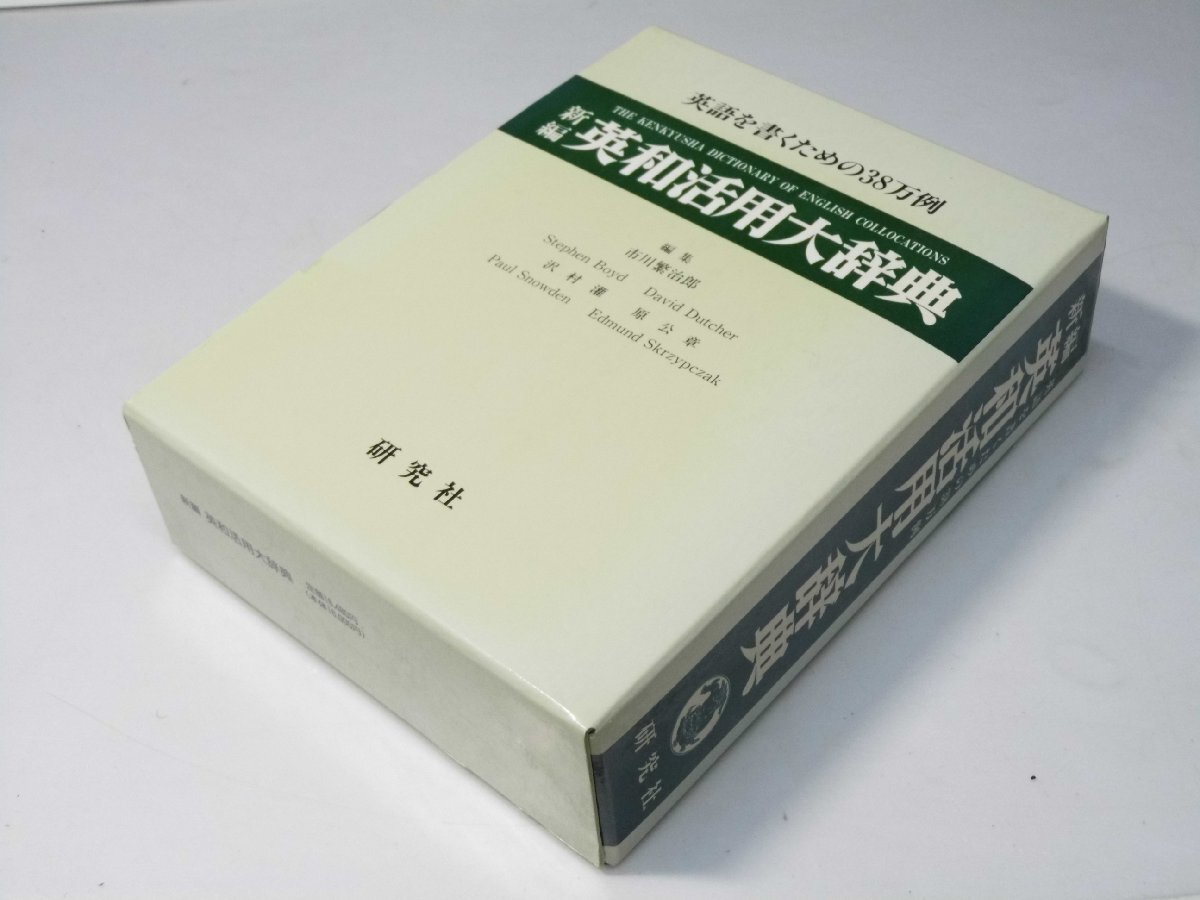 英語を書くための38万例
THE KENKYUSHA DICTIONARY OF ENGLISH COLLOCATIONS
新編 英和活用大辞典
編集
市川繁治郎
Stephen Boyd David Dutcher
沢村灌 原公章
Paul Snowden Edmund Skrzypczak
研究社
新編 英和活用大辞典
研究社
新編 英和活用大辞典